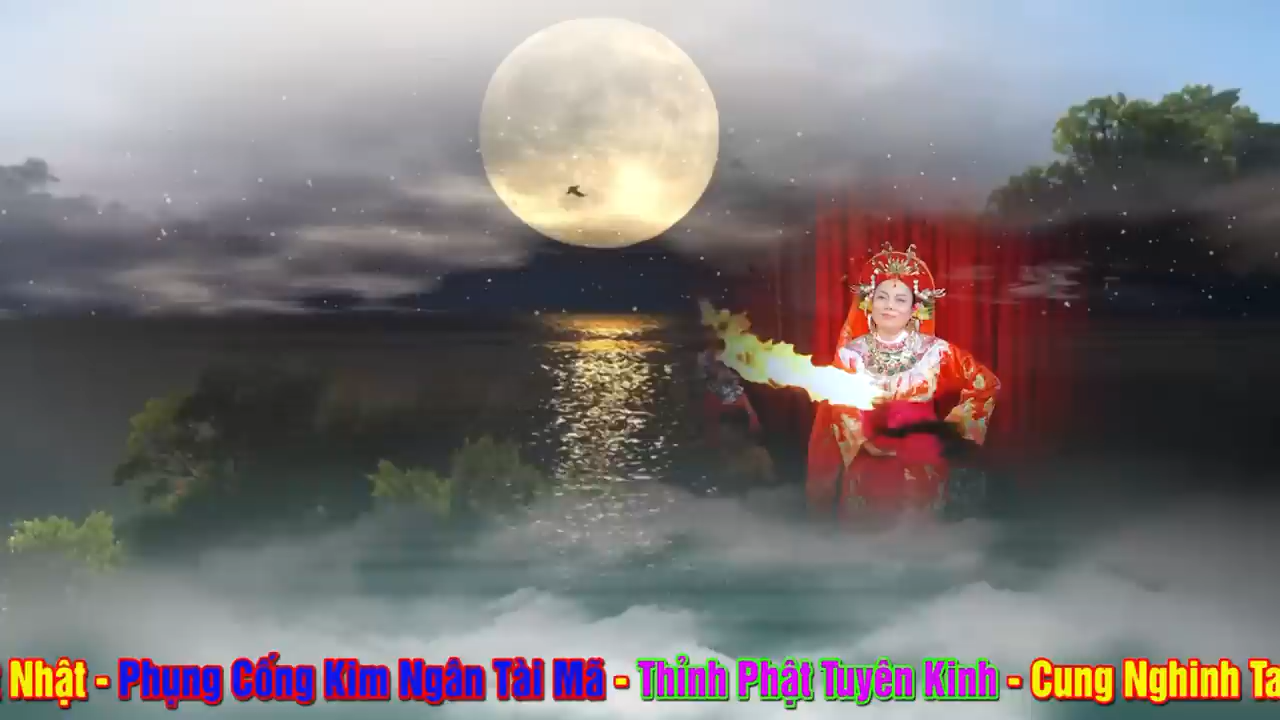 Nhật - Phụng Cống Kim Ngân Tài Mã - Thỉnh Phật Tuyên Kinh - Cung Nghinh